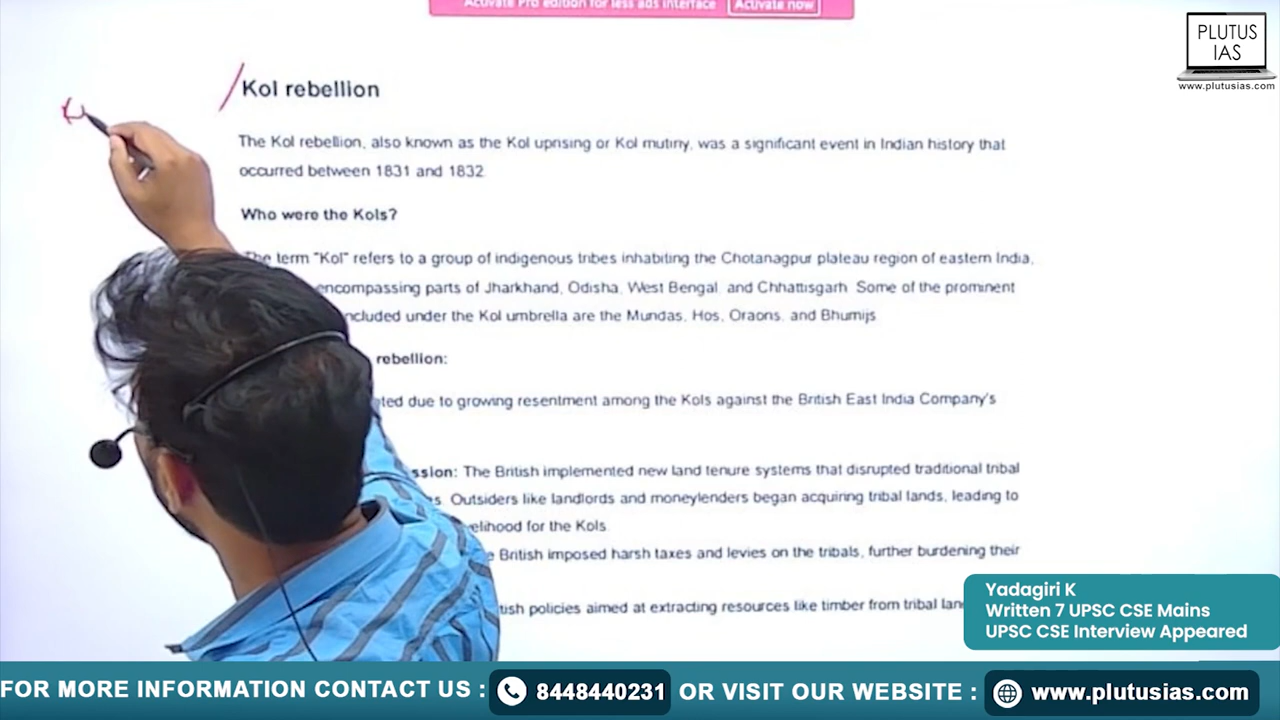 Activate Pro edition for less ads interface Activate now
PLUTUS
IAS
www.plutusias.com
Kol rebellion
The Kol rebellion, also known as the Kol uprising or Kol mutiny, was a significant event in Indian history that
occurred between 1831 and 1832
Who were the Kols?
The term "Kol" refers to a group of indigenous tribes inhabiting the Chotanagpur plateau region of eastern India,
encompassing parts of Jharkhand, Odisha, West Bengal, and Chhattisgarh. Some of the prominent
included under the Kol umbrella are the Mundas, Hos, Oraons, and Bhumijs
rebellion:
due to growing resentment among the Kols against the British East India Company's
The British implemented new land tenure systems that disrupted traditional tribal
Outsiders like landlords and moneylenders began acquiring tribal lands, leading to
for the Kols.
British imposed harsh taxes and levies on the tribals, further burdening their
policies aimed at extracting resources like timber from tribal
Yadagiri K
Written 7 UPSC CSE Mains
UPSC CSE Interview Appeared
FOR MORE INFORMATION CONTACT US : 8448440231 OR VISIT OUR WEBSITE : www.plutusias.com